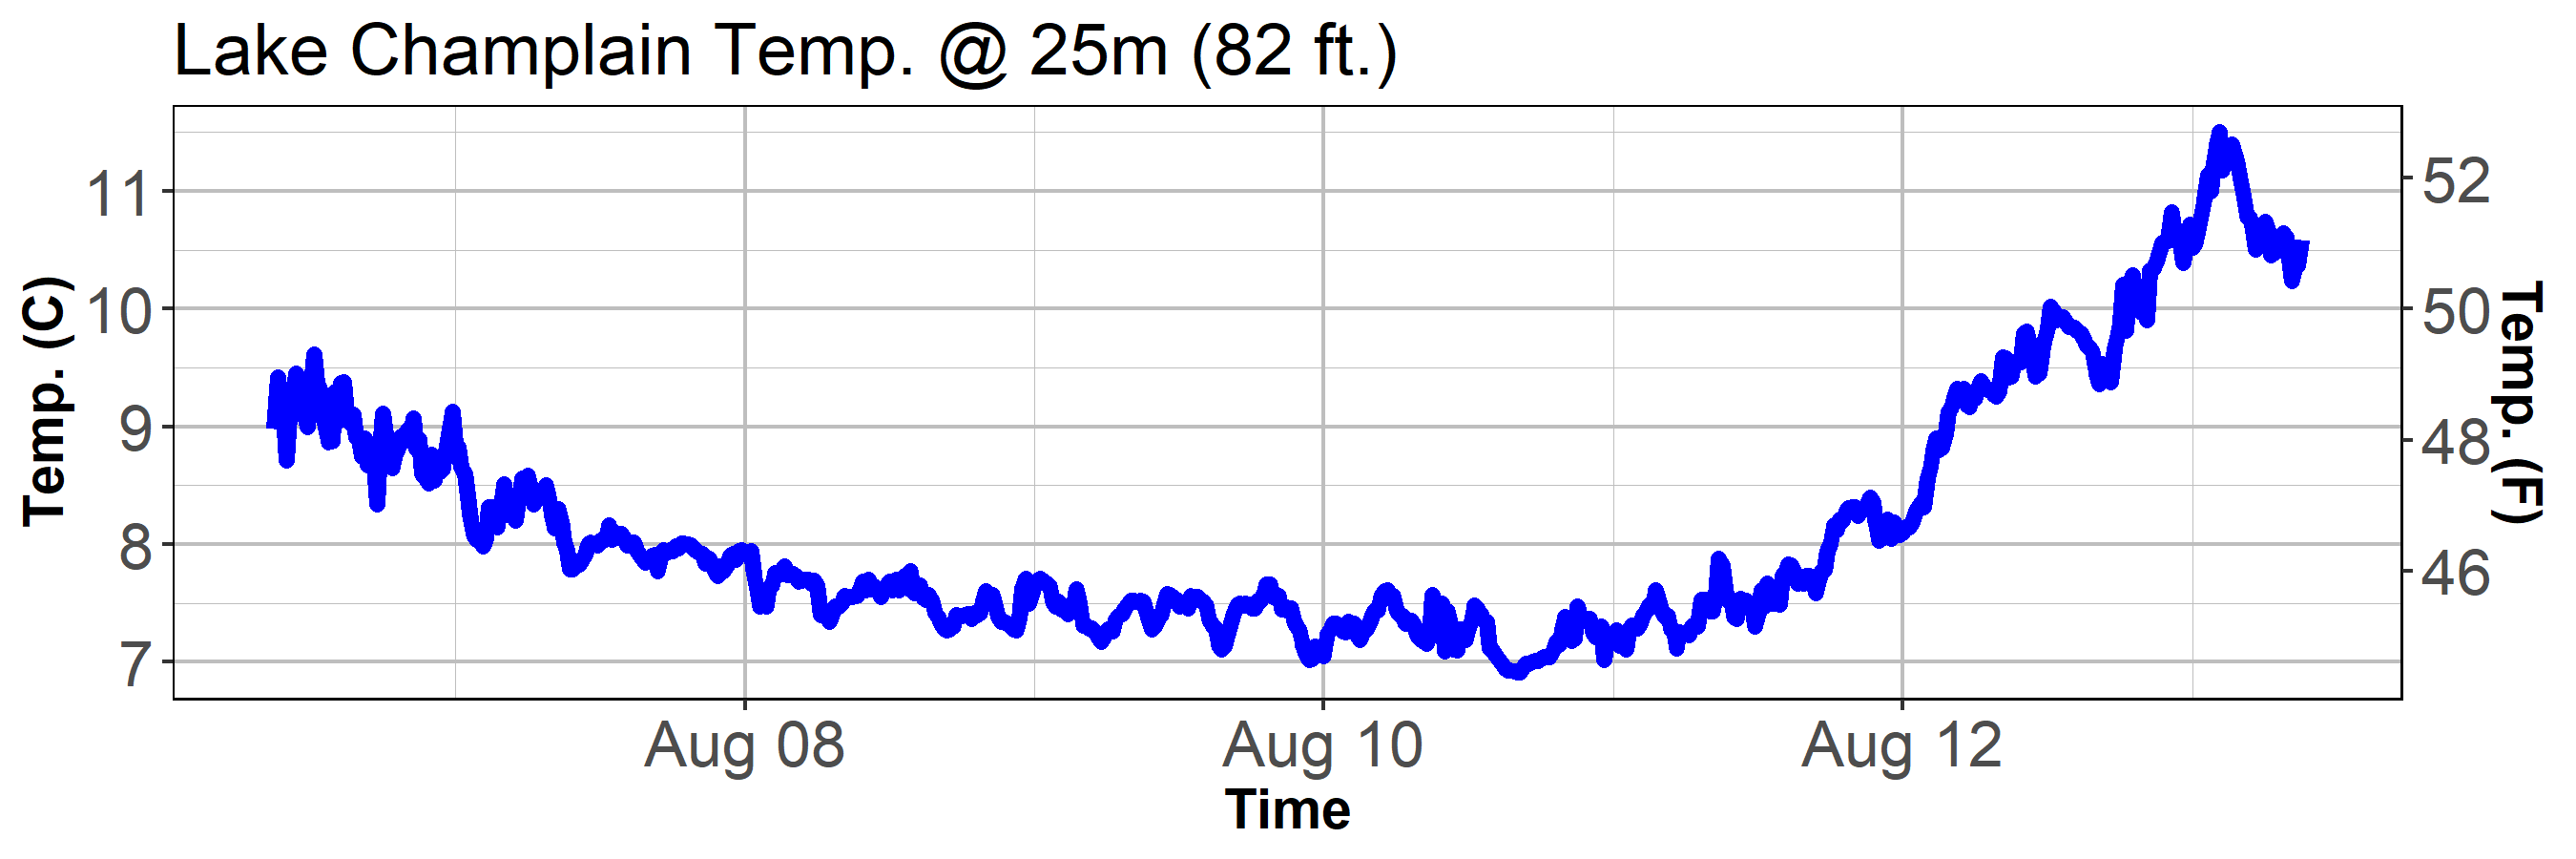 Lake Champlain Temp. @ 25m (82 ft.)
Temp. (C)
11
10
9
8
7
52
50
48
46
Temp. (F)
Aug 08
Aug 10
Aug 12
Time